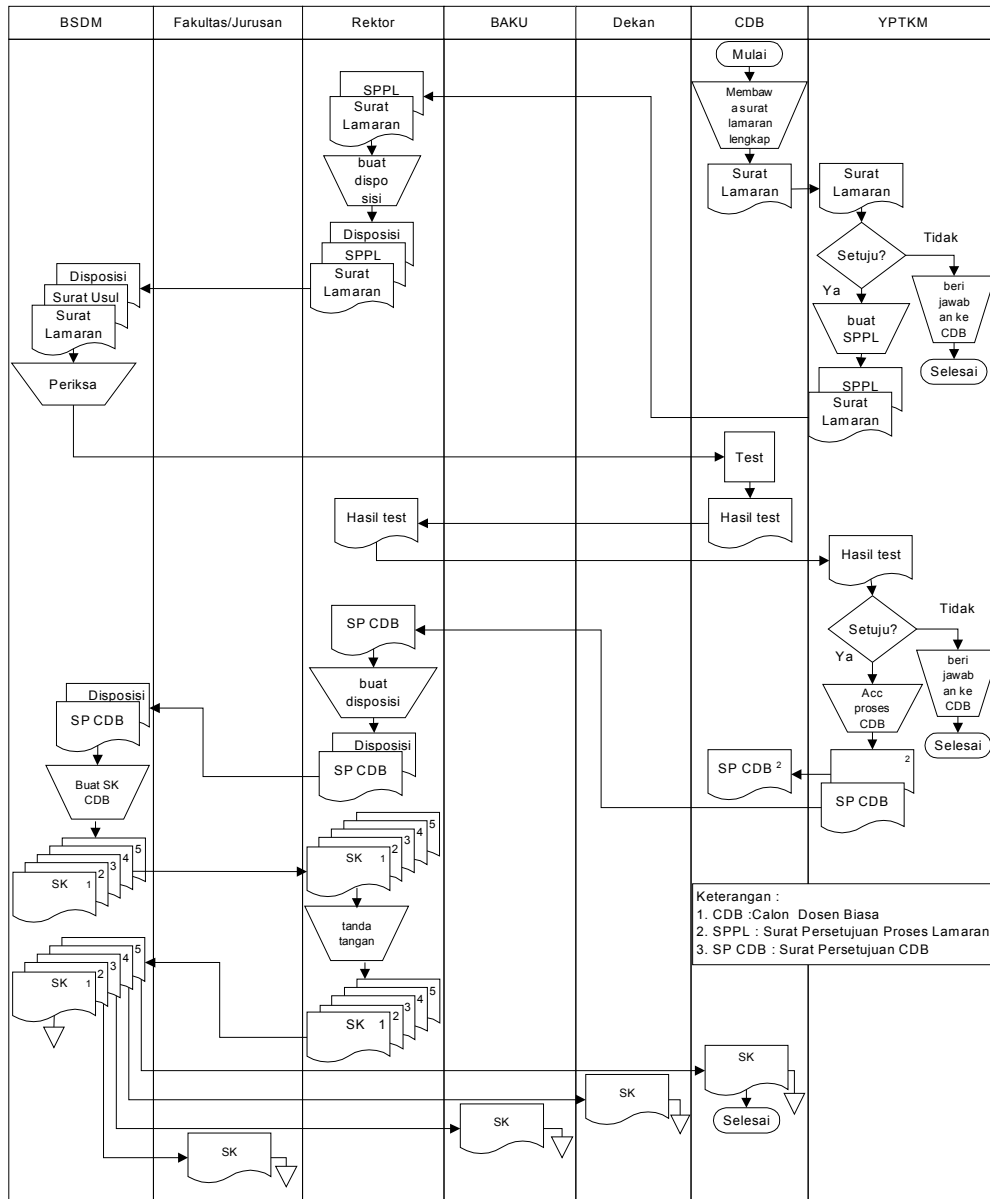 BSDM
Fakultas/Jurusan
Rektor
BAKU
Dekan
CDB
YPTKM
Mulai
Membaw
a surat
lamaran
lengkap
Surat
Lamaran
Surat
Lamaran
Setuju?
Tidak
Ya
beri
jawab
an ke
CDB
Selesai
buat
SPPL
SPPL
Surat
Lamaran
SPPL
Surat
Lamaran
buat
dispo
sisi
Disposisi
SPPL
Surat
Lamaran
Disposisi
Surat Usul
Surat
Lamaran
Periksa
Test
Hasil test
Hasil test
Hasil test
Setuju?
Tidak
Ya
beri
jawab
an ke
CDB
Selesai
Acc
proses
CDB
2
SP CDB
SP CDB 2
SP CDB
buat
disposisi
Disposisi
SP CDB
Disposisi
SP CDB
Buat SK
CDB
5
4
3
2
SK 1
5
4
3
2
SK 1
tanda
tangan
5
4
3
2
SK 1
5
4
3
2
SK 1
Keterangan :
1. CDB :Calon Dosen Biasa
2. SPPL : Surat Persetujuan Proses Lamaran
3. SP CDB : Surat Persetujuan CDB
SK
Selesai
SK
SK
SK